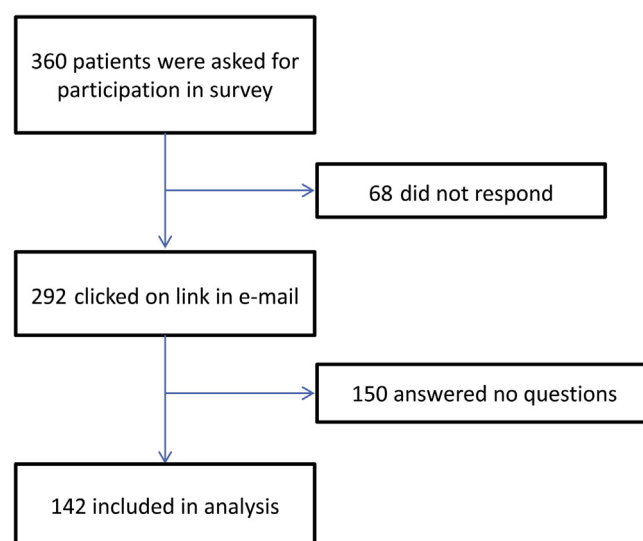 360 patients were asked for
participation in survey
68 did not respond
292 clicked on link in e-mail
150 answered no questions
142 included in analysis